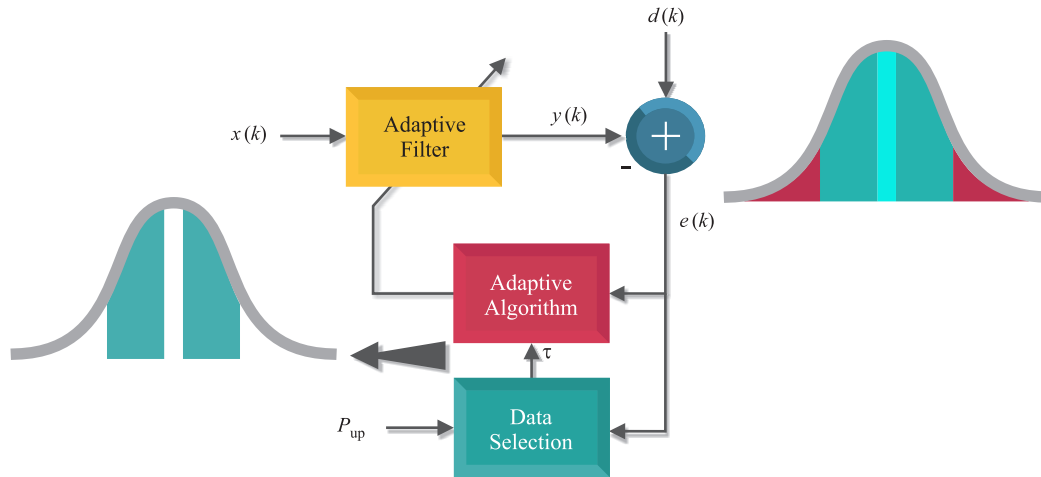 d(k)
Adaptive
Filter
x(k)
y(k)
+
-
e(k)
Adaptive
Algorithm
τ
P_up
Data
Selection